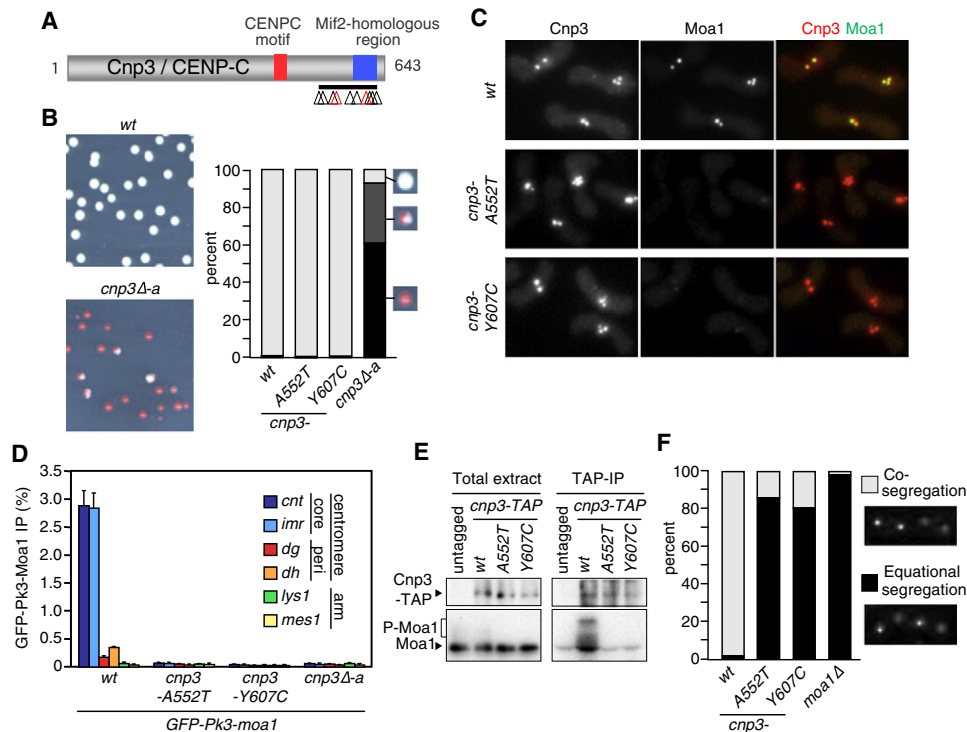 A
CENPC motif
Mif2-homologous region
1
Cnp3 / CENP-C
643
B
wt
cnp3Δ-a
percent
100
80
60
40
20
0
wt
A552T
Y607C
cnp3Δ-a
cnp3-
C
Cnp3
Moa1
Cnp3 Moa1
wt
cnp3-A552T
cnp3-Y607C
D
GFP-Pk3-Moa1 IP (%)
3.5
3.0
2.5
2.0
1.5
1.0
0.5
0
cnt
imr
dg
dh
lys1
mes1
core
peri
centromere
arm
wt
cnp3-A552T
cnp3-Y607C
cnp3Δ-a
GFP-Pk3-moa1
E
Total extract
TAP-IP
cnp3-TAP
cnp3-TAP
untagged
wt
A552T
Y607C
untagged
wt
A552T
Y607C
Cnp3-TAP
P-Moa1
Moa1
F
percent
100
80
60
40
20
0
wt
A552T
Y607C
moa1Δ
cnp3-
Co-segregation
Equational segregation